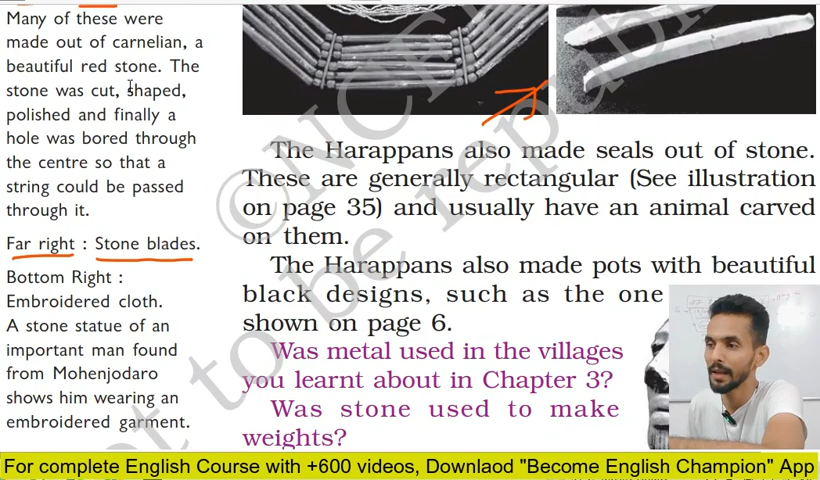 Many of these were
made out of carnelian, a
beautiful red stone. The
stone was cut, shaped,
polished and finally a
hole was bored through
the centre so that a
string could be passed
through it.
Far right : Stone blades.
Bottom Right :
Embroidered cloth.
A stone statue of an
important man found
from Mohenjodaro
shows him wearing an
embroidered garment.
The Harappans also made seals out of stone.
These are generally rectangular (See illustration
on page 35) and usually have an animal carved
on them.
The Harappans also made pots with beautiful
black designs, such as the one
shown on page 6.
Was metal used in the villages
you learnt about in Chapter 3?
Was stone used to make
weights?
©NCERT
not to be republished
For complete English Course with +600 videos, Downlaod "Become English Champion" App